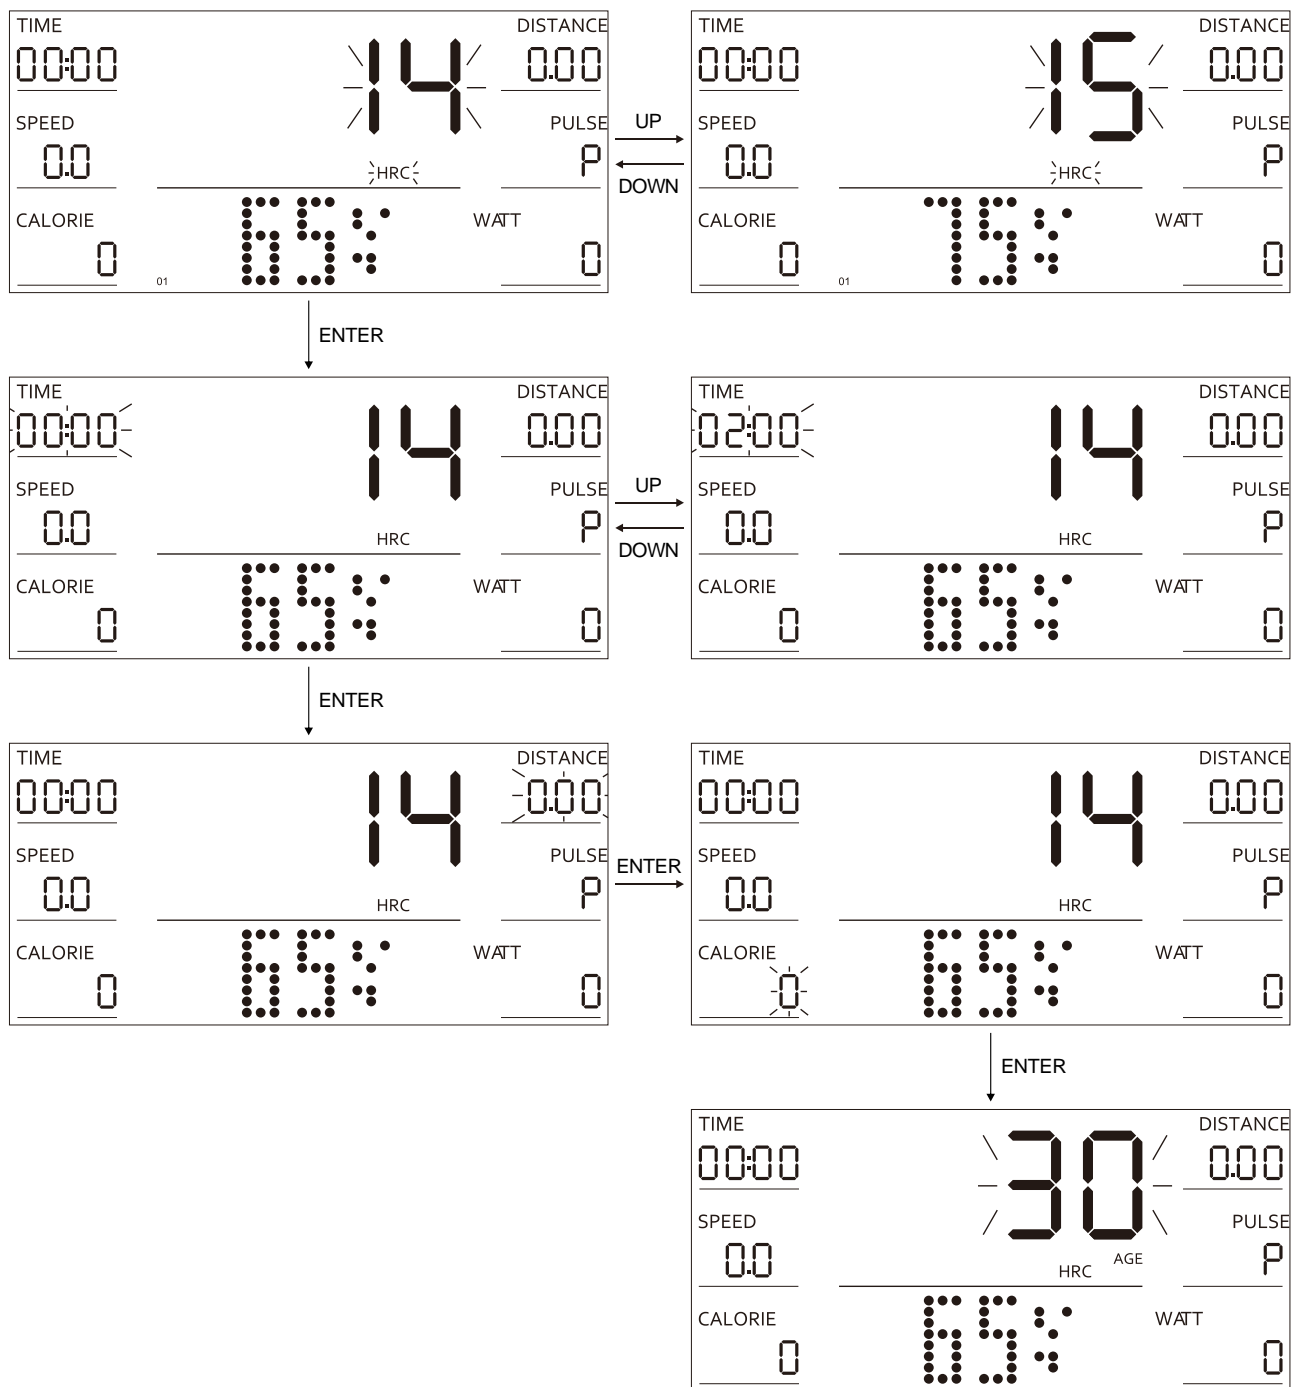 TIME DISTANCE
00:00 14 0.00
SPEED PULSE
0.0 P
HRC
CALORIE 65% WATT
0 0
01
UP
DOWN
TIME DISTANCE
00:00 15 0.00
SPEED PULSE
0.0 P
HRC
CALORIE 75% WATT
0 0
01
ENTER
TIME DISTANCE
00:00 14 0.00
SPEED PULSE
0.0 P
HRC
CALORIE 65% WATT
0 0
UP
DOWN
TIME DISTANCE
02:00 14 0.00
SPEED PULSE
0.0 P
HRC
CALORIE 65% WATT
0 0
ENTER
TIME DISTANCE
00:00 14 0.00
SPEED PULSE
0.0 P
HRC
CALORIE 65% WATT
0 0
ENTER
TIME DISTANCE
00:00 14 0.00
SPEED PULSE
0.0 P
HRC
CALORIE 65% WATT
0 0
ENTER
TIME DISTANCE
00:00 30 0.00
SPEED PULSE
0.0 P
AGE
HRC
CALORIE 65% WATT
0 0